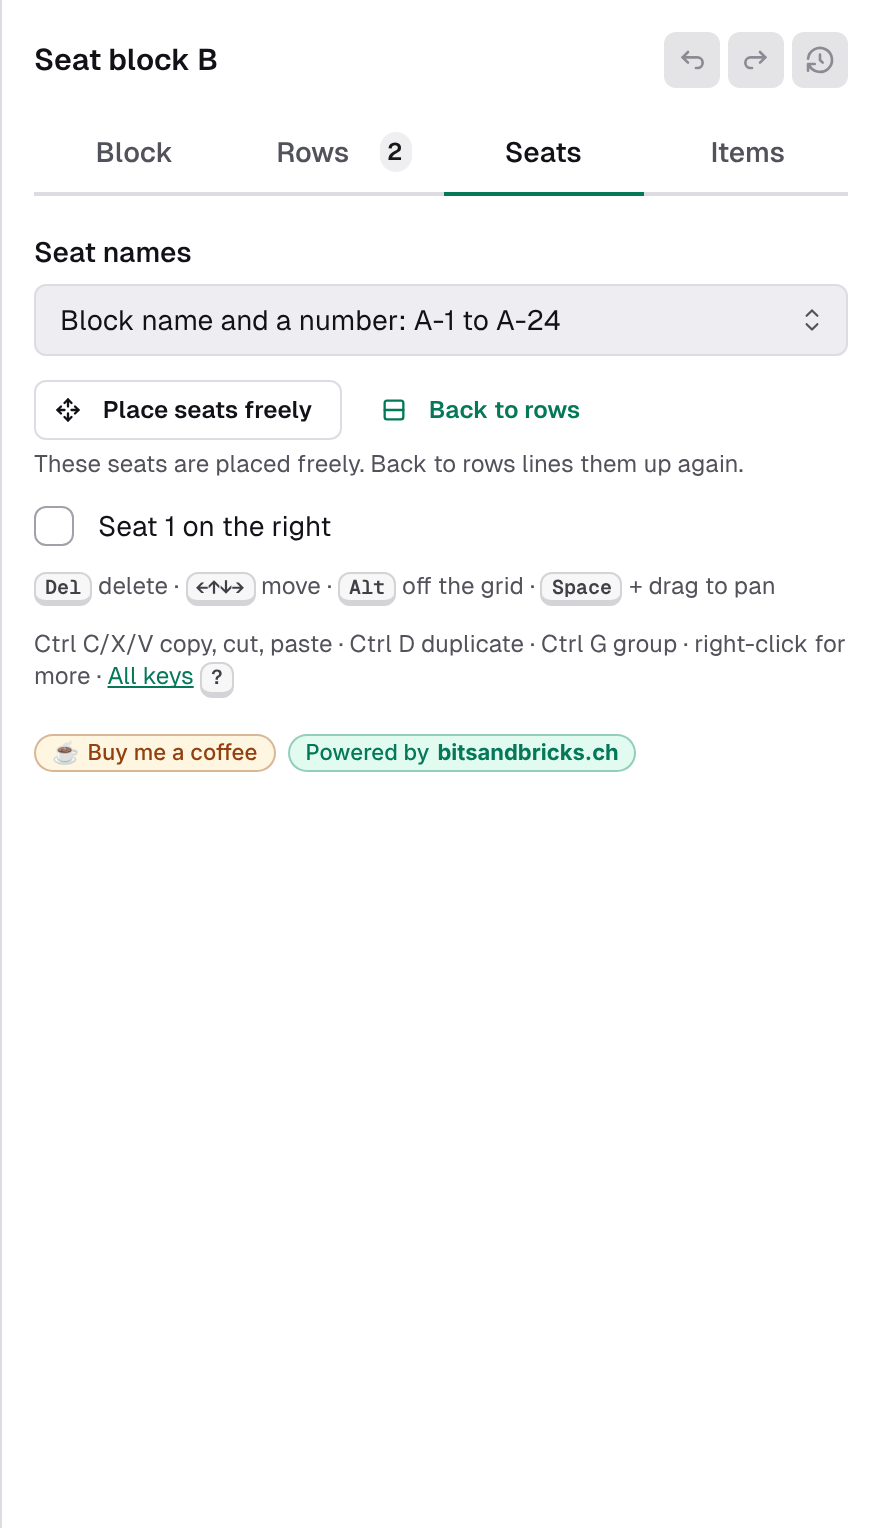 Seat block B
Block Rows 2 Seats Items
Seat names
Block name and a number: A-1 to A-24
Place seats freely Back to rows
These seats are placed freely. Back to rows lines them up again.
Seat 1 on the right
Del delete · ←↑↓→ move · Alt off the grid · Space + drag to pan
Ctrl C/X/V copy, cut, paste · Ctrl D duplicate · Ctrl G group · right-click for
more · All keys ?
☕ Buy me a coffee Powered by bitsandbricks.ch